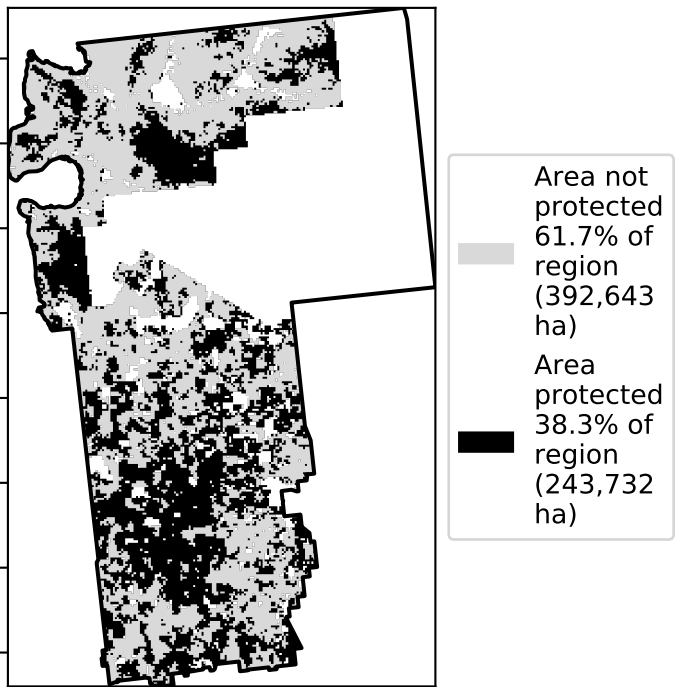 Area not
protected
61.7% of
region
(392,643
ha)
Area
protected
38.3% of
region
(243,732
ha)